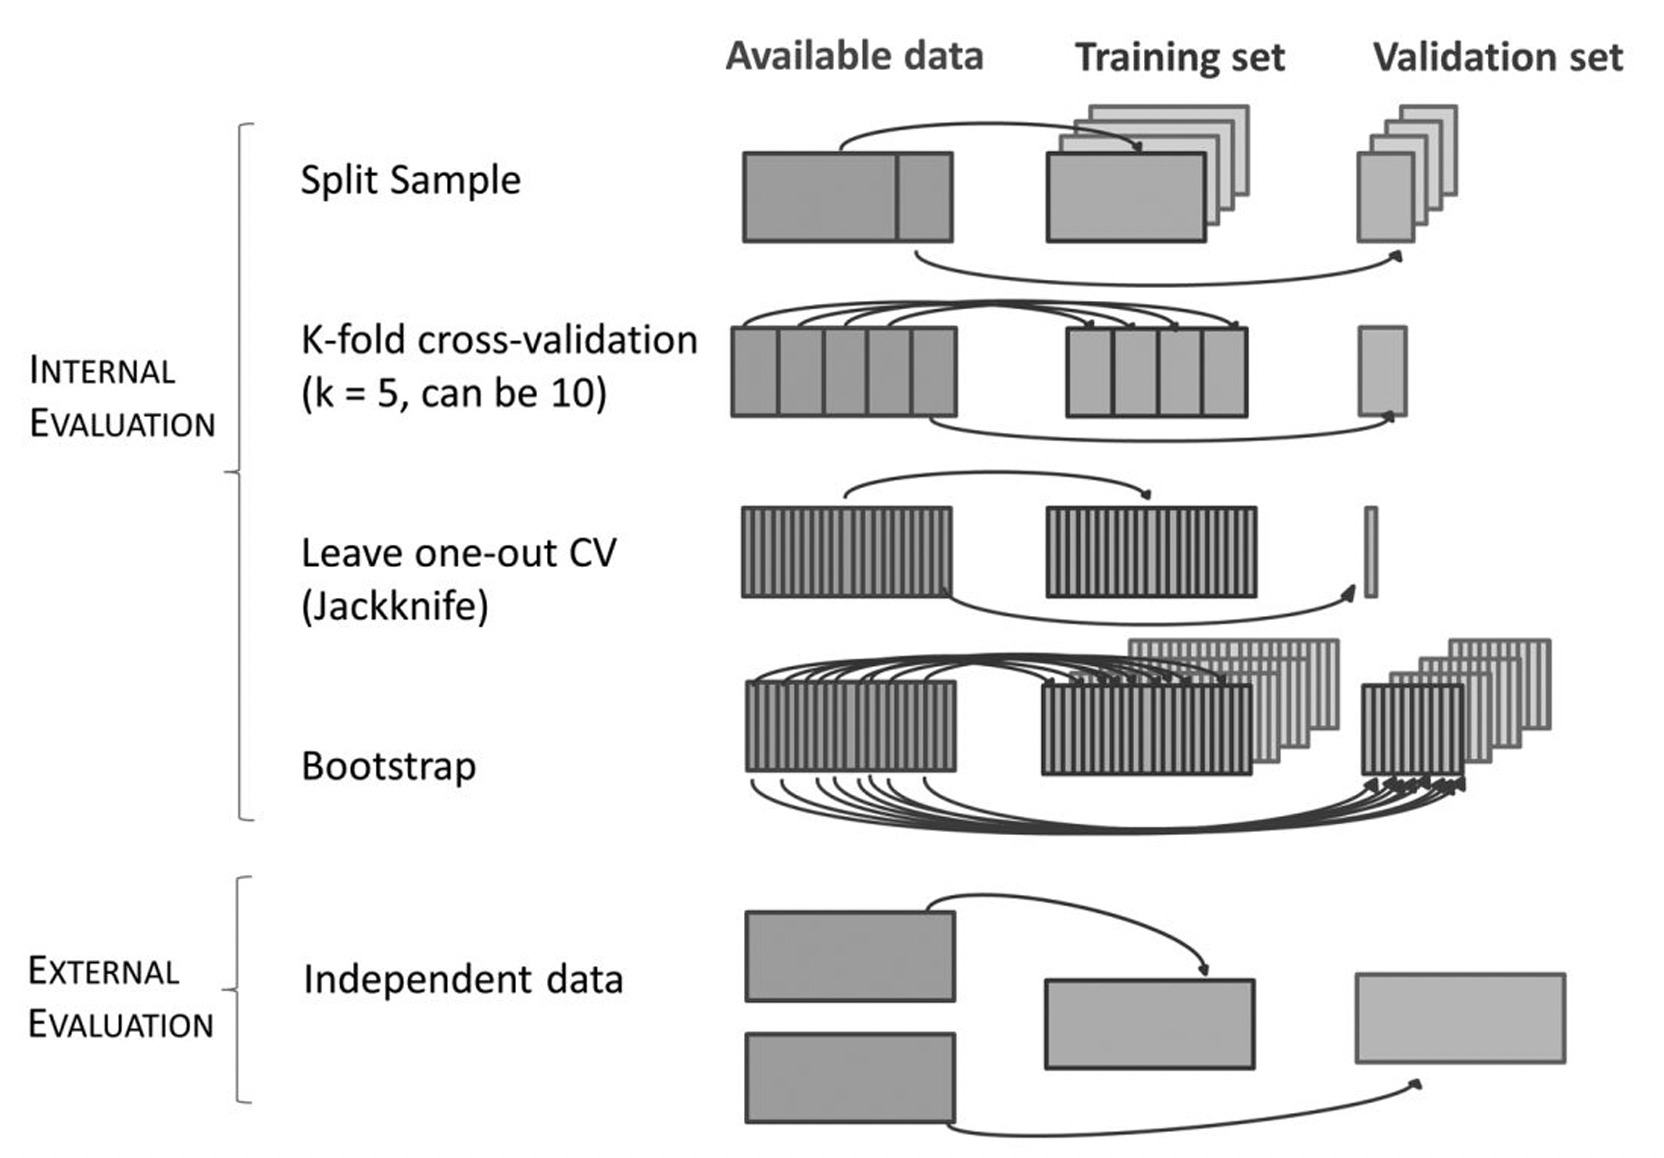 Available data Training set Validation set
Split Sample
K-fold cross-validation
(k = 5, can be 10)
INTERNAL
EVALUATION
Leave one-out CV
(Jackknife)
Bootstrap
EXTERNAL
EVALUATION
Independent data